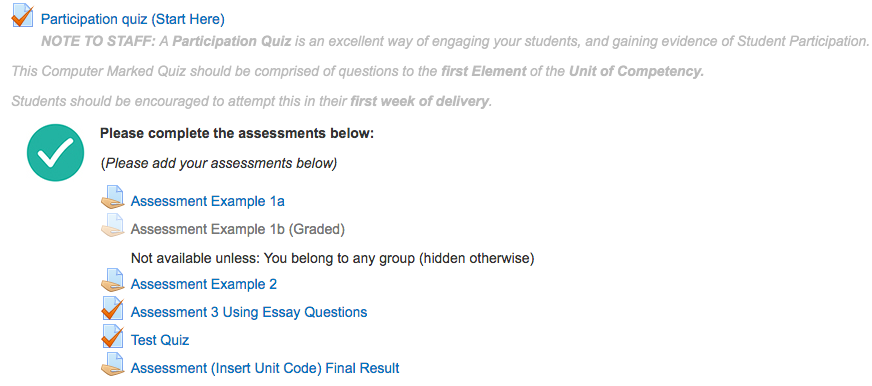 Participation quiz (Start Here)
NOTE TO STAFF: A Participation Quiz is an excellent way of engaging your students, and gaining evidence of Student Participation.
This Computer Marked Quiz should be comprised of questions to the first Element of the Unit of Competency.
Students should be encouraged to attempt this in their first week of delivery.
Please complete the assessments below:
(Please add your assessments below)
Assessment Example 1a
Assessment Example 1b (Graded)
Not available unless: You belong to any group (hidden otherwise)
Assessment Example 2
Assessment 3 Using Essay Questions
Test Quiz
Assessment (Insert Unit Code) Final Result